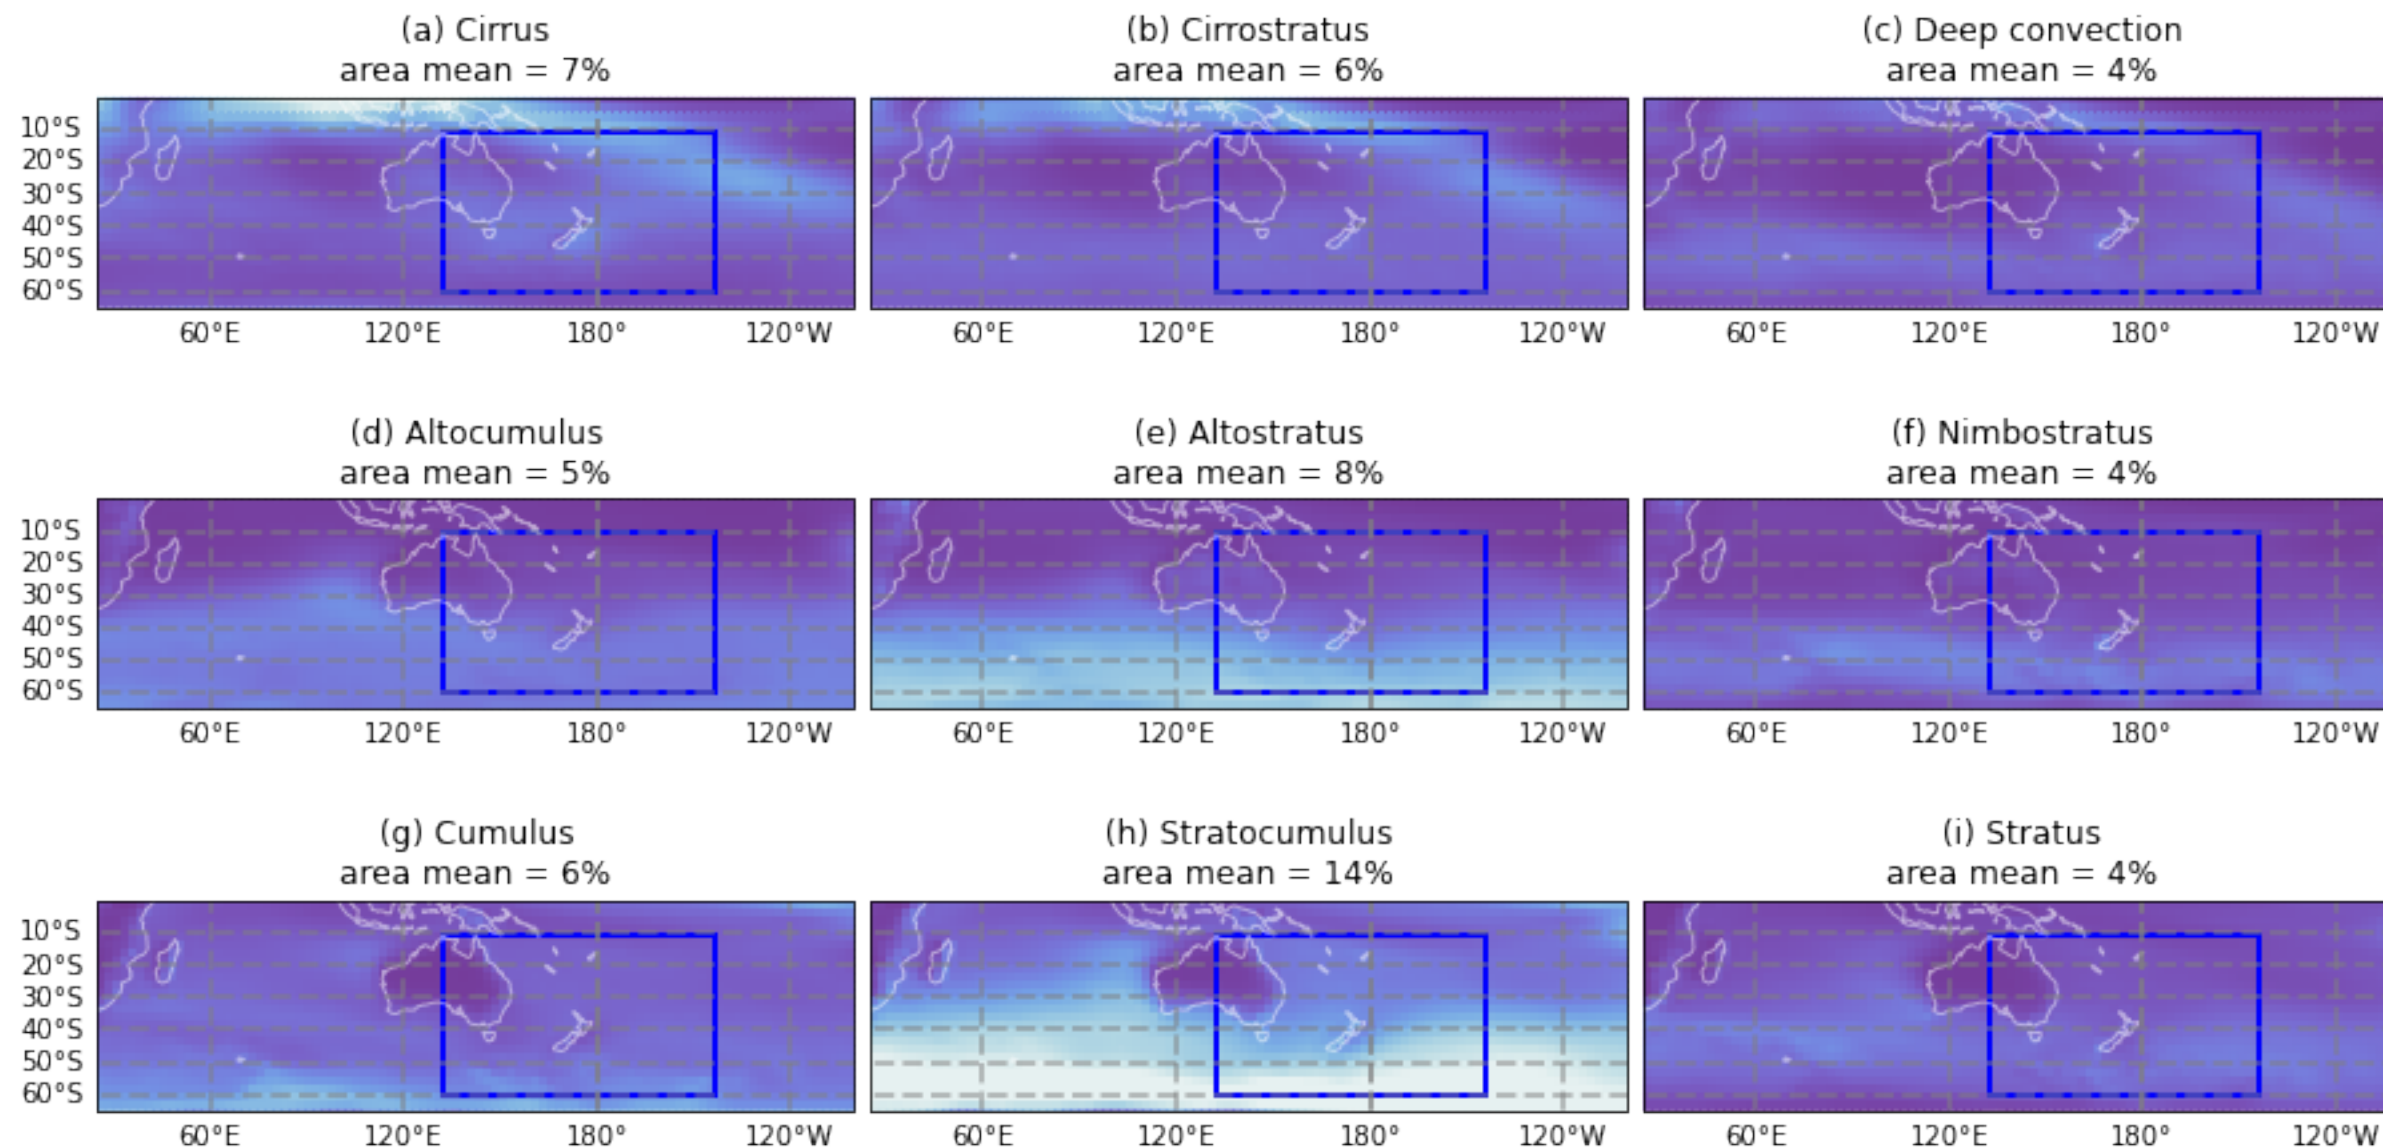 (a) Cirrus
area mean = 7%
(b) Cirrostratus
area mean = 6%
(c) Deep convection
area mean = 4%
10°S
20°S
30°S
40°S
50°S
60°S
60°E 120°E 180° 120°W
60°E 120°E 180° 120°W
60°E 120°E 180° 120°W
(d) Altocumulus
area mean = 5%
(e) Altostratus
area mean = 8%
(f) Nimbostratus
area mean = 4%
10°S
20°S
30°S
40°S
50°S
60°S
60°E 120°E 180° 120°W
60°E 120°E 180° 120°W
60°E 120°E 180° 120°W
(g) Cumulus
area mean = 6%
(h) Stratocumulus
area mean = 14%
(i) Stratus
area mean = 4%
10°S
20°S
30°S
40°S
50°S
60°S
60°E 120°E 180° 120°W
60°E 120°E 180° 120°W
60°E 120°E 180° 120°W